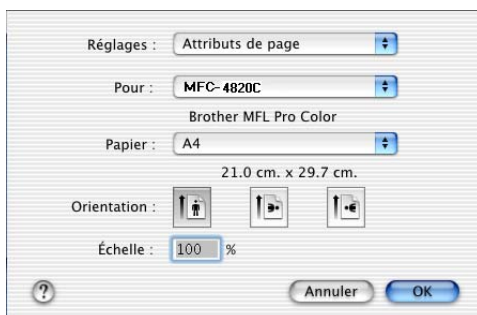 Réglages : Attributs de page
Pour : MFC-4820C
Brother MFL Pro Color
Papier : A4
21.0 cm. x 29.7 cm.
Orientation :
Échelle : 100 %
? Annuler OK